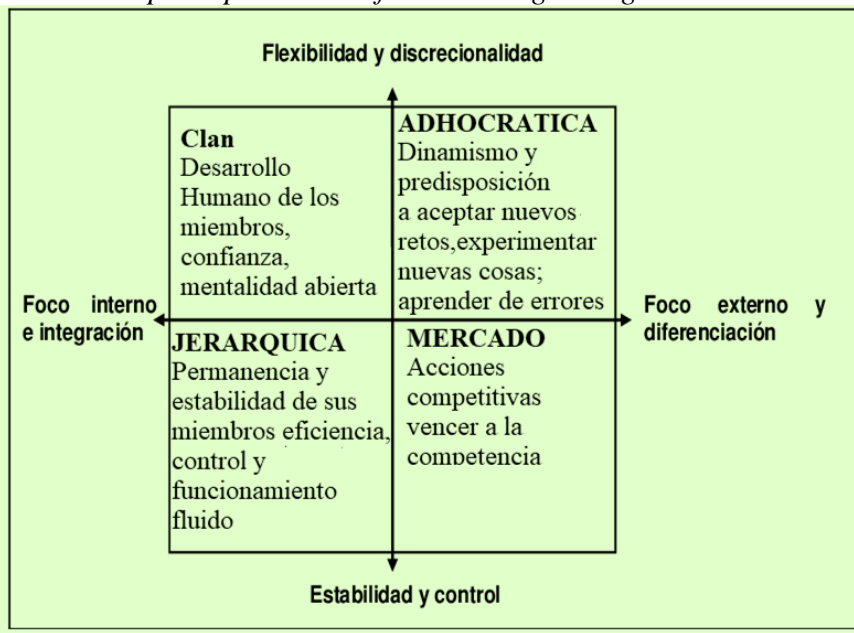 Flexibilidad y discrecionalidad
Clan
Desarrollo
Humano de los
miembros,
confianza,
mentalidad abierta
ADHOCRATICA
Dinamismo y
predisposición
a aceptar nuevos
retos,experimentar
nuevas cosas;
aprender de errores
Foco interno
e integración
Foco externo y
diferenciación
JERARQUICA
Permanencia y
estabilidad de sus
miembros eficiencia,
control y
funcionamiento
fluido
MERCADO
Acciones
competitivas
vencer a la
competencia
Estabilidad y control